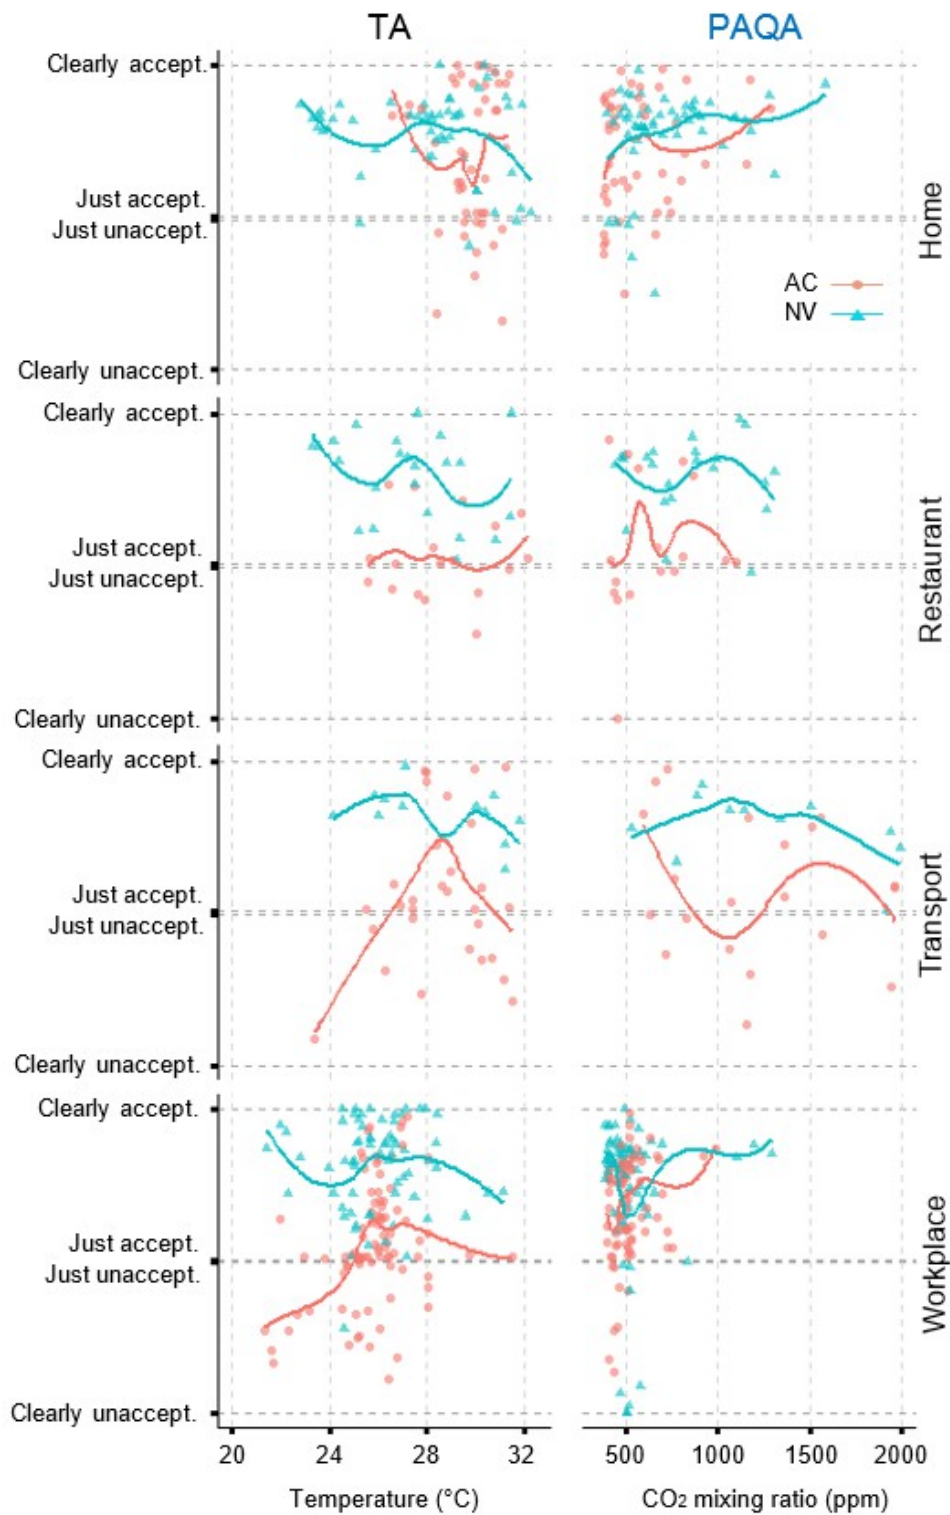 TA PAQA
Clearly accept.
Just accept.
Just unaccept.
Clearly unaccept.
Home
AC
NV
Clearly accept.
Just accept.
Just unaccept.
Clearly unaccept.
Restaurant
Clearly accept.
Just accept.
Just unaccept.
Clearly unaccept.
Transport
Clearly accept.
Just accept.
Just unaccept.
Clearly unaccept.
Workplace
20 24 28 32 500 1000 1500 2000
Temperature (°C) CO2 mixing ratio (ppm)